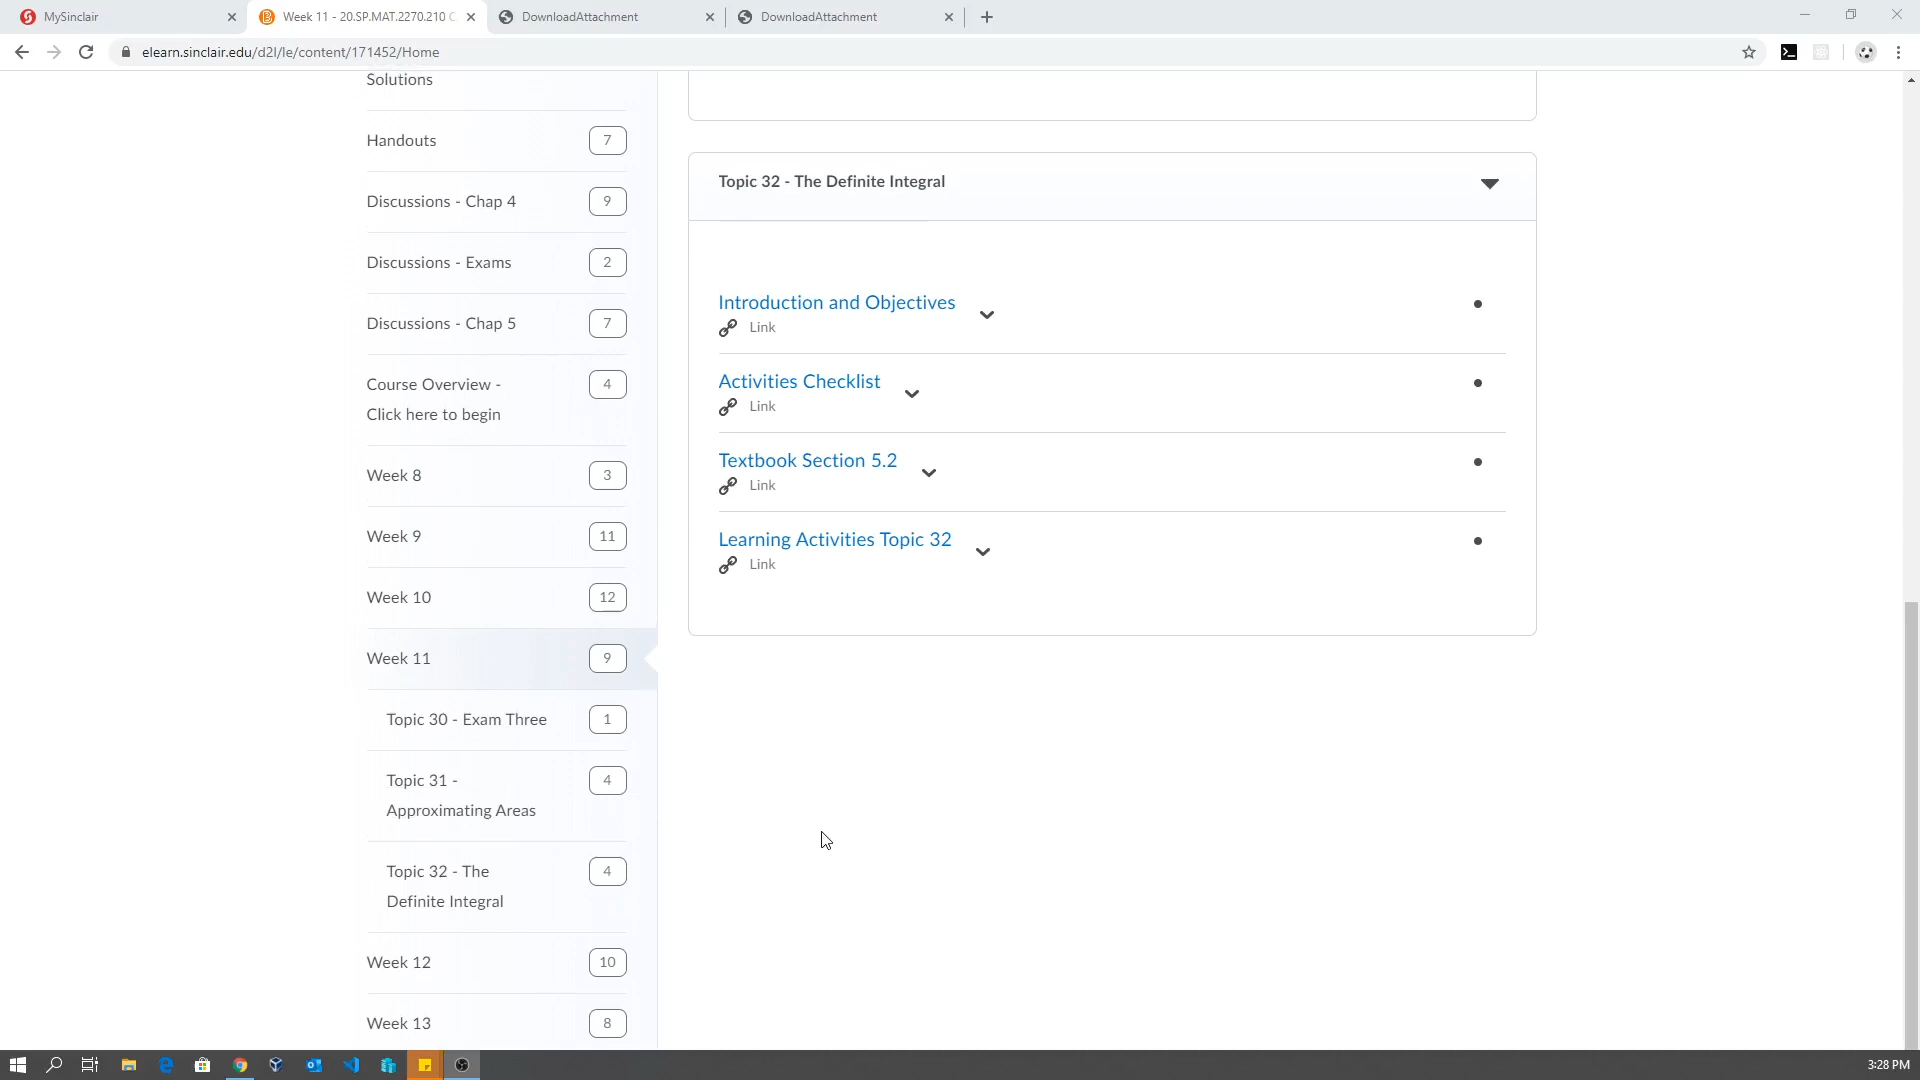 MySinclair
Week 11 - 20.SP.MAT.2270.210 C
DownloadAttachment
DownloadAttachment
elearn.sinclair.edu/d2l/le/content/171452/Home
Solutions
Handouts
7
Discussions - Chap 4
9
Discussions - Exams
2
Discussions - Chap 5
7
Course Overview -
Click here to begin
4
Week 8
3
Week 9
11
Week 10
12
Week 11
9
Topic 30 - Exam Three
1
Topic 31 -
Approximating Areas
4
Topic 32 - The
Definite Integral
4
Week 12
10
Week 13
8
Topic 32 - The Definite Integral
Introduction and Objectives
Link
Activities Checklist
Link
Textbook Section 5.2
Link
Learning Activities Topic 32
Link
3:28 PM